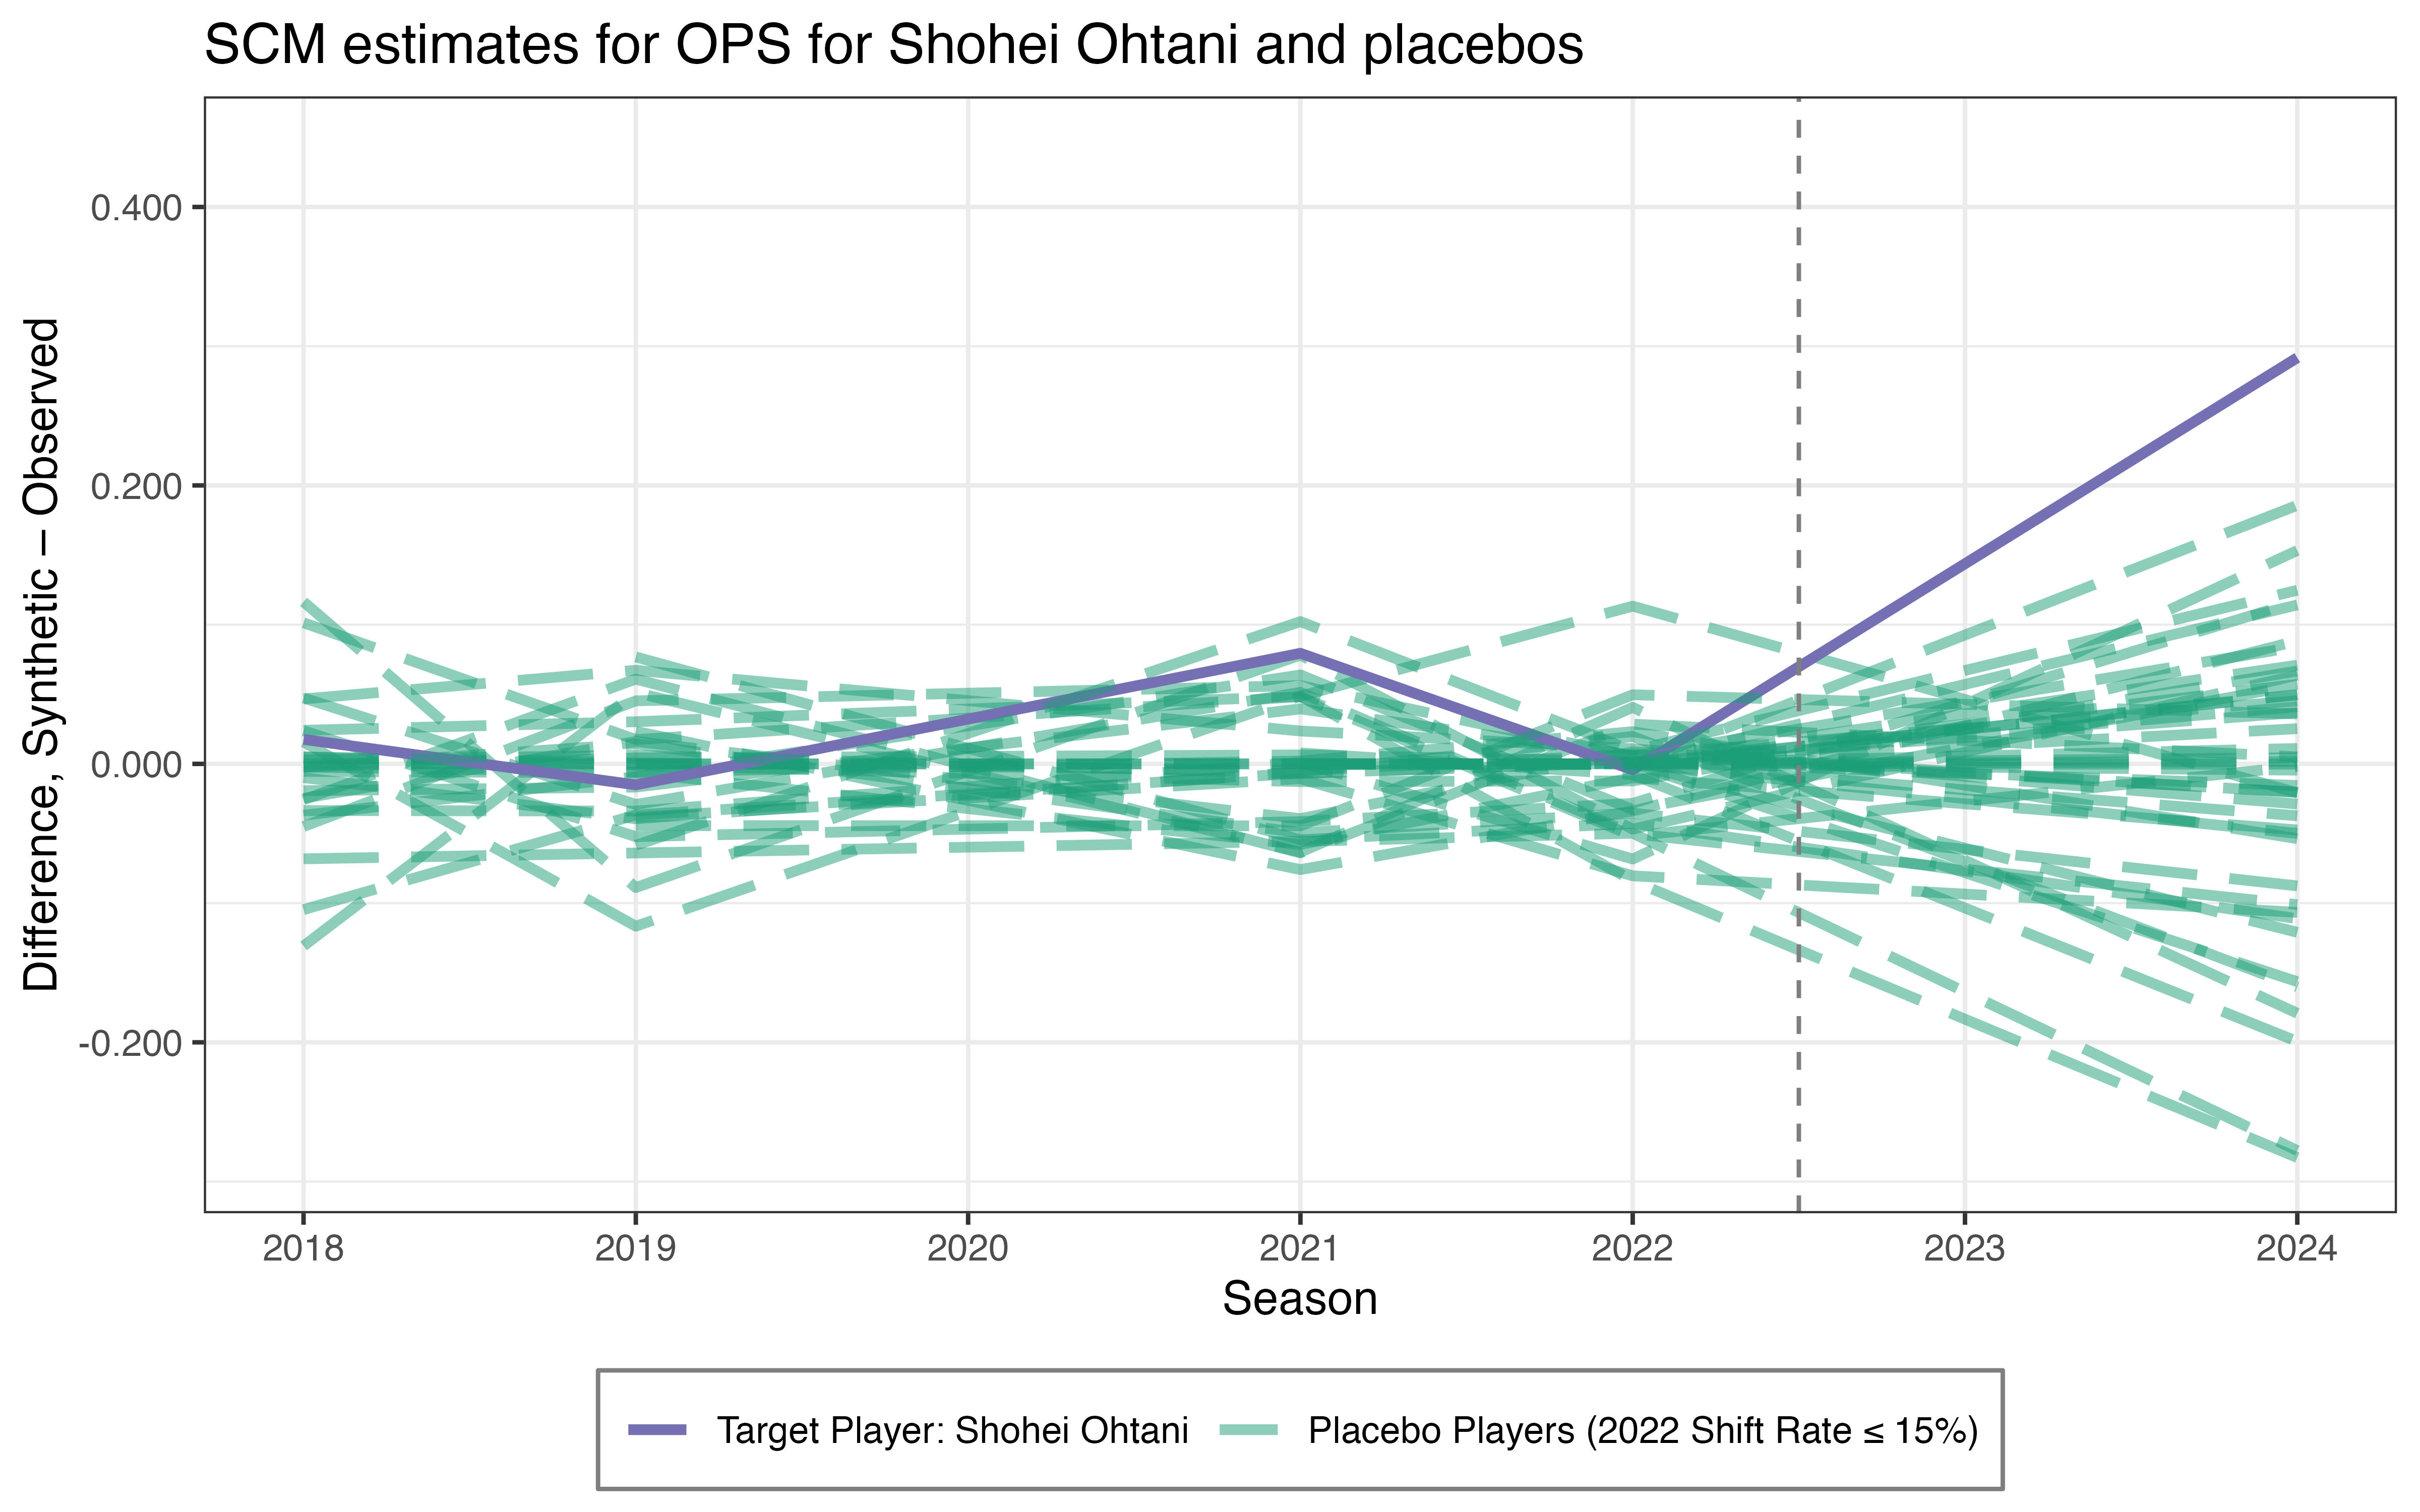 SCM estimates for OPS for Shohei Ohtani and placebos
Difference, Synthetic − Observed
0.400
0.200
0.000
-0.200
2018 2019 2020 2021 2022 2023 2024
Season
Target Player: Shohei Ohtani Placebo Players (2022 Shift Rate ≤ 15%)